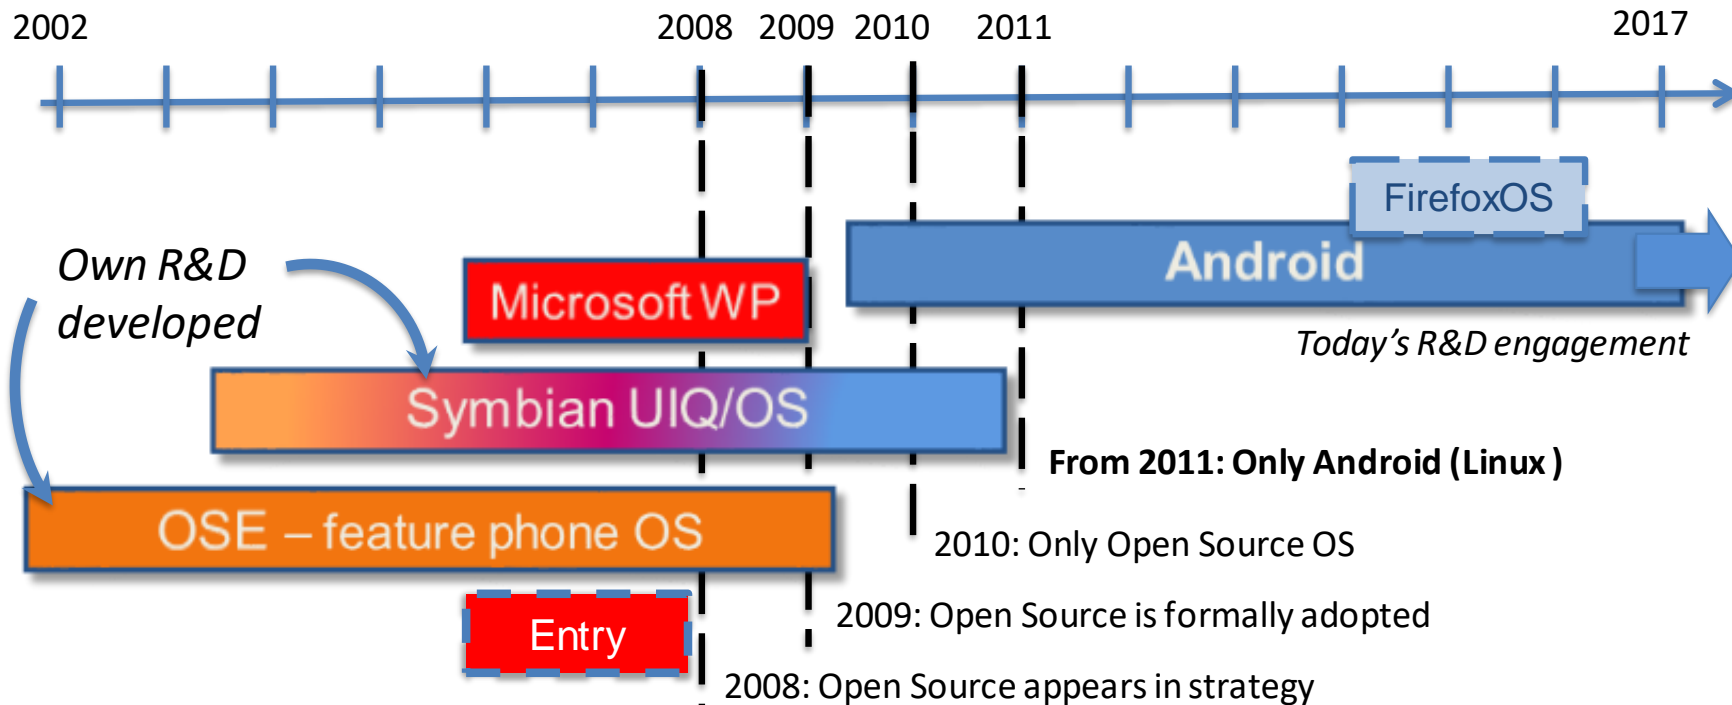 2002 2008 2009 2010 2011 2017
FirefoxOS
Android
Own R&D
developed
Microsoft WP
Today's R&D engagement
Symbian UIQ/OS
From 2011: Only Android (Linux )
OSE – feature phone OS
2010: Only Open Source OS
2009: Open Source is formally adopted
Entry
2008: Open Source appears in strategy